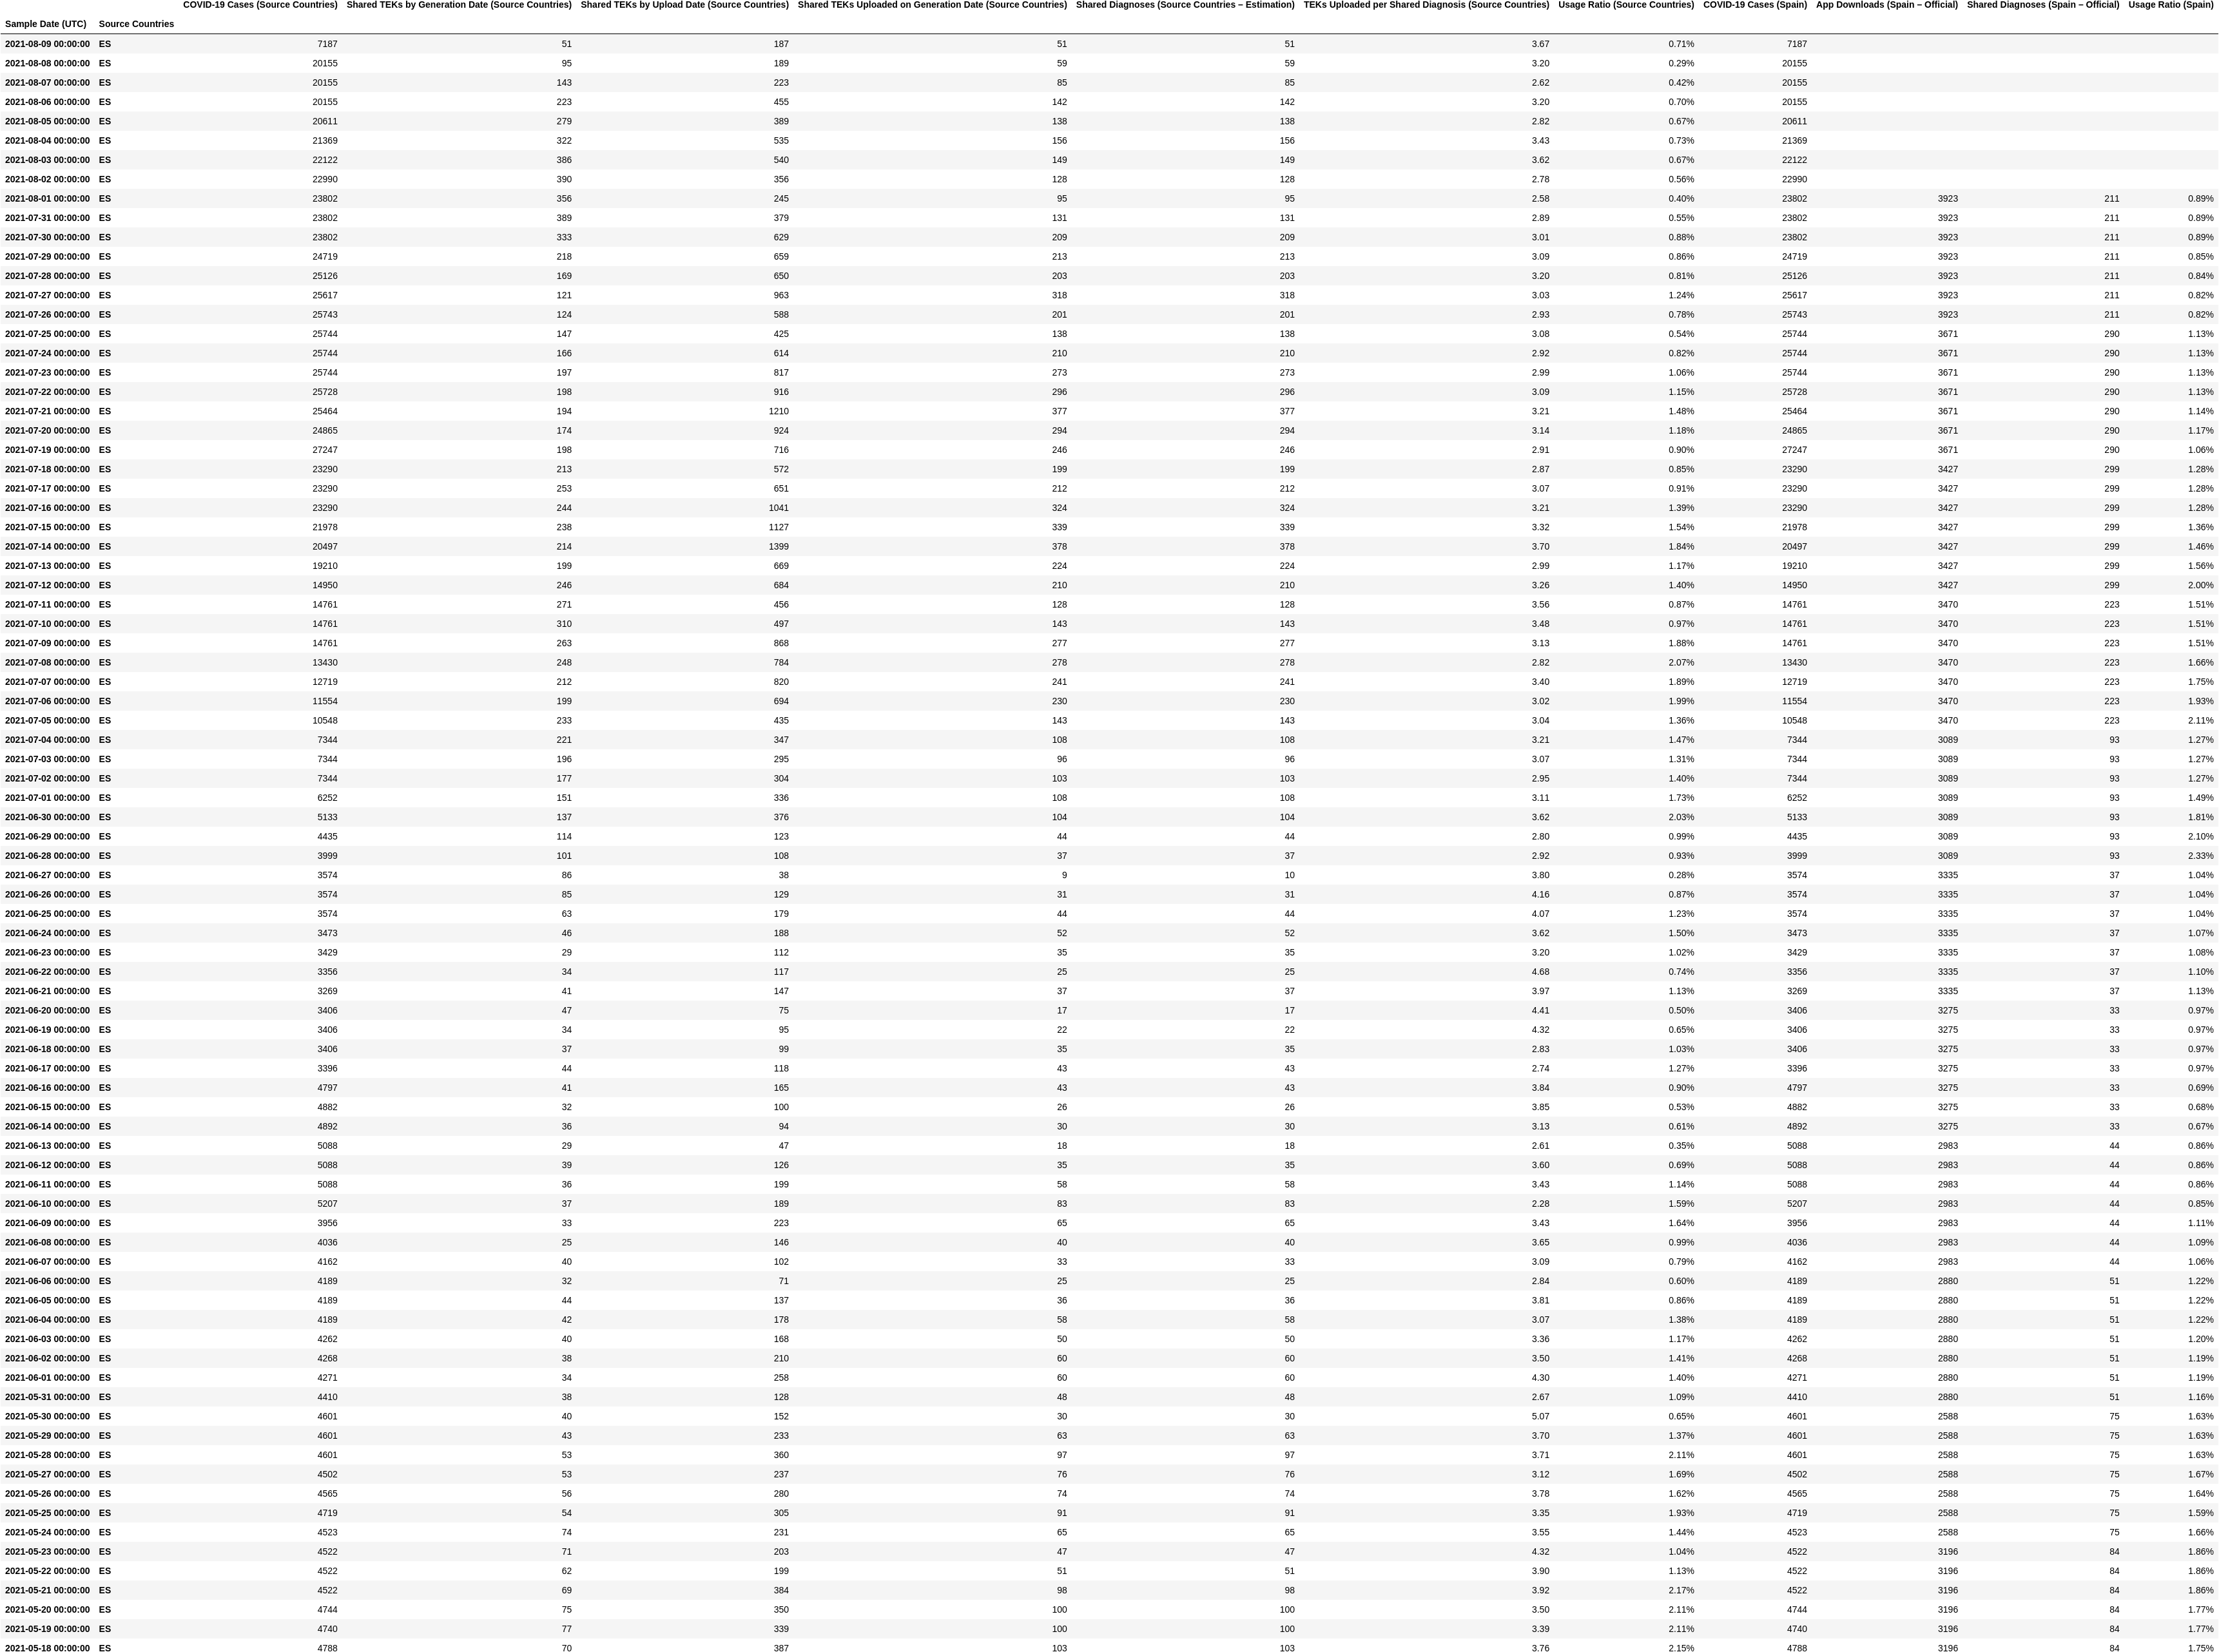 COVID-19 Cases (Source Countries) Shared TEKs by Generation Date (Source Countries) Shared TEKs by Upload Date (Source Countries) Shared TEKs Uploaded on Generation Date (Source Countries) Shared Diagnoses (Source Countries – Estimation) TEKs Uploaded per Shared Diagnosis (Source Countries) Usage Ratio (Source Countries) COVID-19 Cases (Spain) App Downloads (Spain – Official) Shared Diagnoses (Spain – Official) Usage Ratio (Spain)
Sample Date (UTC) Source Countries
2021-08-09 00:00:00 ES 7187 51 187 51 51 3.67 0.71% 7187
2021-08-08 00:00:00 ES 20155 95 189 59 59 3.20 0.29% 20155
2021-08-07 00:00:00 ES 20155 143 223 85 85 2.62 0.42% 20155
2021-08-06 00:00:00 ES 20155 223 455 142 142 3.20 0.70% 20155
2021-08-05 00:00:00 ES 20611 279 389 138 138 2.82 0.67% 20611
2021-08-04 00:00:00 ES 21369 322 535 156 156 3.43 0.73% 21369
2021-08-03 00:00:00 ES 22122 386 540 149 149 3.62 0.67% 22122
2021-08-02 00:00:00 ES 22990 390 356 128 128 2.78 0.56% 22990
2021-08-01 00:00:00 ES 23802 356 245 95 95 2.58 0.40% 23802 3923 211 0.89%
2021-07-31 00:00:00 ES 23802 389 379 131 131 2.89 0.55% 23802 3923 211 0.89%
2021-07-30 00:00:00 ES 23802 333 629 209 209 3.01 0.88% 23802 3923 211 0.89%
2021-07-29 00:00:00 ES 24719 218 659 213 213 3.09 0.86% 24719 3923 211 0.85%
2021-07-28 00:00:00 ES 25126 169 650 203 203 3.20 0.81% 25126 3923 211 0.84%
2021-07-27 00:00:00 ES 25617 121 963 318 318 3.03 1.24% 25617 3923 211 0.82%
2021-07-26 00:00:00 ES 25743 124 588 201 201 2.93 0.78% 25743 3923 211 0.82%
2021-07-25 00:00:00 ES 25744 147 425 138 138 3.08 0.54% 25744 3671 290 1.13%
2021-07-24 00:00:00 ES 25744 166 614 210 210 2.92 0.82% 25744 3671 290 1.13%
2021-07-23 00:00:00 ES 25744 197 817 273 273 2.99 1.06% 25744 3671 290 1.13%
2021-07-22 00:00:00 ES 25728 198 916 296 296 3.09 1.15% 25728 3671 290 1.13%
2021-07-21 00:00:00 ES 25464 194 1210 377 377 3.21 1.48% 25464 3671 290 1.14%
2021-07-20 00:00:00 ES 24865 174 924 294 294 3.14 1.18% 24865 3671 290 1.17%
2021-07-19 00:00:00 ES 27247 198 716 246 246 2.91 0.90% 27247 3671 290 1.06%
2021-07-18 00:00:00 ES 23290 213 572 199 199 2.87 0.85% 23290 3427 299 1.28%
2021-07-17 00:00:00 ES 23290 253 651 212 212 3.07 0.91% 23290 3427 299 1.28%
2021-07-16 00:00:00 ES 23290 244 1041 324 324 3.21 1.39% 23290 3427 299 1.28%
2021-07-15 00:00:00 ES 21978 238 1127 339 339 3.32 1.54% 21978 3427 299 1.36%
2021-07-14 00:00:00 ES 20497 214 1399 378 378 3.70 1.84% 20497 3427 299 1.46%
2021-07-13 00:00:00 ES 19210 199 669 224 224 2.99 1.17% 19210 3427 299 1.56%
2021-07-12 00:00:00 ES 14950 246 684 210 210 3.26 1.40% 14950 3427 299 2.00%
2021-07-11 00:00:00 ES 14761 271 456 128 128 3.56 0.87% 14761 3470 223 1.51%
2021-07-10 00:00:00 ES 14761 310 497 143 143 3.48 0.97% 14761 3470 223 1.51%
2021-07-09 00:00:00 ES 14761 263 868 277 277 3.13 1.88% 14761 3470 223 1.51%
2021-07-08 00:00:00 ES 13430 248 784 278 278 2.82 2.07% 13430 3470 223 1.66%
2021-07-07 00:00:00 ES 12719 212 820 241 241 3.40 1.89% 12719 3470 223 1.75%
2021-07-06 00:00:00 ES 11554 199 694 230 230 3.02 1.99% 11554 3470 223 1.93%
2021-07-05 00:00:00 ES 10548 233 435 143 143 3.04 1.36% 10548 3470 223 2.11%
2021-07-04 00:00:00 ES 7344 221 347 108 108 3.21 1.47% 7344 3089 93 1.27%
2021-07-03 00:00:00 ES 7344 196 295 96 96 3.07 1.31% 7344 3089 93 1.27%
2021-07-02 00:00:00 ES 7344 177 304 103 103 2.95 1.40% 7344 3089 93 1.27%
2021-07-01 00:00:00 ES 6252 151 336 108 108 3.11 1.73% 6252 3089 93 1.49%
2021-06-30 00:00:00 ES 5133 137 376 104 104 3.62 2.03% 5133 3089 93 1.81%
2021-06-29 00:00:00 ES 4435 114 123 44 44 2.80 0.99% 4435 3089 93 2.10%
2021-06-28 00:00:00 ES 3999 101 108 37 37 2.92 0.93% 3999 3089 93 2.33%
2021-06-27 00:00:00 ES 3574 86 38 9 10 3.80 0.28% 3574 3335 37 1.04%
2021-06-26 00:00:00 ES 3574 85 129 31 31 4.16 0.87% 3574 3335 37 1.04%
2021-06-25 00:00:00 ES 3574 63 179 44 44 4.07 1.23% 3574 3335 37 1.04%
2021-06-24 00:00:00 ES 3473 46 188 52 52 3.62 1.50% 3473 3335 37 1.07%
2021-06-23 00:00:00 ES 3429 29 112 35 35 3.20 1.02% 3429 3335 37 1.08%
2021-06-22 00:00:00 ES 3356 34 117 25 25 4.68 0.74% 3356 3335 37 1.10%
2021-06-21 00:00:00 ES 3269 41 147 37 37 3.97 1.13% 3269 3335 37 1.13%
2021-06-20 00:00:00 ES 3406 47 75 17 17 4.41 0.50% 3406 3275 33 0.97%
2021-06-19 00:00:00 ES 3406 34 95 22 22 4.32 0.65% 3406 3275 33 0.97%
2021-06-18 00:00:00 ES 3406 37 99 35 35 2.83 1.03% 3406 3275 33 0.97%
2021-06-17 00:00:00 ES 3396 44 118 43 43 2.74 1.27% 3396 3275 33 0.97%
2021-06-16 00:00:00 ES 4797 41 165 43 43 3.84 0.90% 4797 3275 33 0.69%
2021-06-15 00:00:00 ES 4882 32 100 26 26 3.85 0.53% 4882 3275 33 0.68%
2021-06-14 00:00:00 ES 4892 36 94 30 30 3.13 0.61% 4892 3275 33 0.67%
2021-06-13 00:00:00 ES 5088 29 47 18 18 2.61 0.35% 5088 2983 44 0.86%
2021-06-12 00:00:00 ES 5088 39 126 35 35 3.60 0.69% 5088 2983 44 0.86%
2021-06-11 00:00:00 ES 5088 36 199 58 58 3.43 1.14% 5088 2983 44 0.86%
2021-06-10 00:00:00 ES 5207 37 189 83 83 2.28 1.59% 5207 2983 44 0.85%
2021-06-09 00:00:00 ES 3956 33 223 65 65 3.43 1.64% 3956 2983 44 1.11%
2021-06-08 00:00:00 ES 4036 25 146 40 40 3.65 0.99% 4036 2983 44 1.09%
2021-06-07 00:00:00 ES 4162 40 102 33 33 3.09 0.79% 4162 2983 44 1.06%
2021-06-06 00:00:00 ES 4189 32 71 25 25 2.84 0.60% 4189 2880 51 1.22%
2021-06-05 00:00:00 ES 4189 44 137 36 36 3.81 0.86% 4189 2880 51 1.22%
2021-06-04 00:00:00 ES 4189 42 178 58 58 3.07 1.38% 4189 2880 51 1.22%
2021-06-03 00:00:00 ES 4262 40 168 50 50 3.36 1.17% 4262 2880 51 1.20%
2021-06-02 00:00:00 ES 4268 38 210 60 60 3.50 1.41% 4268 2880 51 1.19%
2021-06-01 00:00:00 ES 4271 34 258 60 60 4.30 1.40% 4271 2880 51 1.19%
2021-05-31 00:00:00 ES 4410 38 128 48 48 2.67 1.09% 4410 2880 51 1.16%
2021-05-30 00:00:00 ES 4601 40 152 30 30 5.07 0.65% 4601 2588 75 1.63%
2021-05-29 00:00:00 ES 4601 43 233 63 63 3.70 1.37% 4601 2588 75 1.63%
2021-05-28 00:00:00 ES 4601 53 360 97 97 3.71 2.11% 4601 2588 75 1.63%
2021-05-27 00:00:00 ES 4502 53 237 76 76 3.12 1.69% 4502 2588 75 1.67%
2021-05-26 00:00:00 ES 4565 56 280 74 74 3.78 1.62% 4565 2588 75 1.64%
2021-05-25 00:00:00 ES 4719 54 305 91 91 3.35 1.93% 4719 2588 75 1.59%
2021-05-24 00:00:00 ES 4523 74 231 65 65 3.55 1.44% 4523 2588 75 1.66%
2021-05-23 00:00:00 ES 4522 71 203 47 47 4.32 1.04% 4522 3196 84 1.86%
2021-05-22 00:00:00 ES 4522 62 199 51 51 3.90 1.13% 4522 3196 84 1.86%
2021-05-21 00:00:00 ES 4522 69 384 98 98 3.92 2.17% 4522 3196 84 1.86%
2021-05-20 00:00:00 ES 4744 75 350 100 100 3.50 2.11% 4744 3196 84 1.77%
2021-05-19 00:00:00 ES 4740 77 339 100 100 3.39 2.11% 4740 3196 84 1.77%
2021-05-18 00:00:00 ES 4788 70 387 103 103 3.76 2.15% 4788 3196 84 1.75%